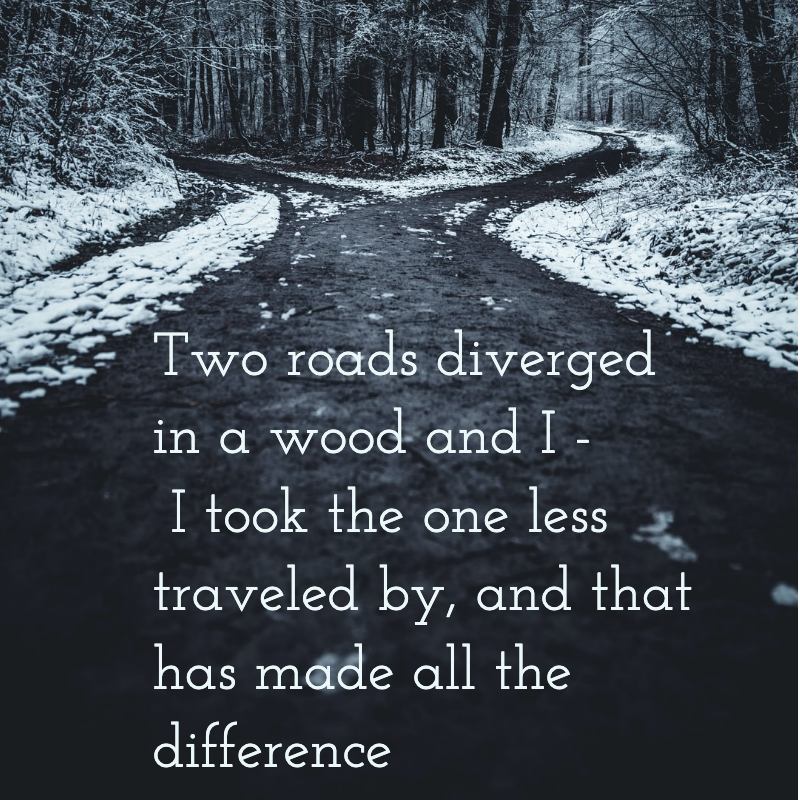 Two roads diverged
in a wood and I -
I took the one less
traveled by, and that
has made all the
difference